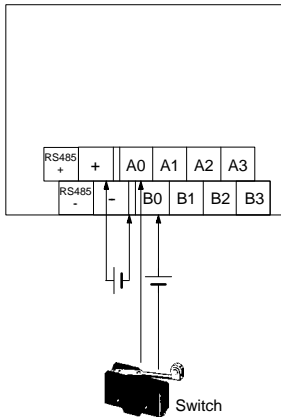 RS485 + + A0 A1 A2 A3
RS485 - - B0 B1 B2 B3
Switch